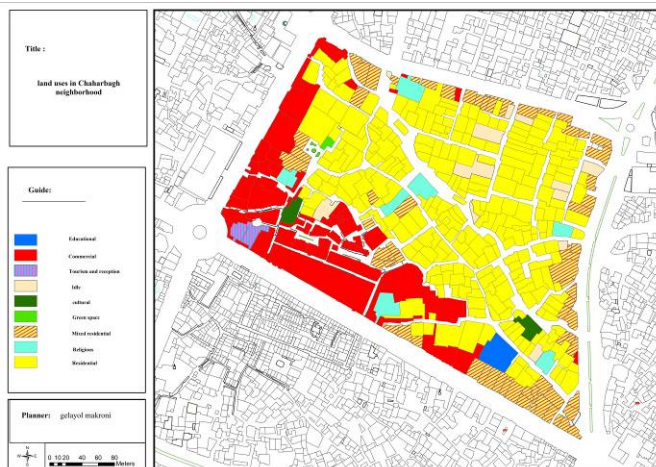 Title :
land uses in Chaharbagh
neighborhood
Guide:
Educational
Commercial
Tourism and reception
Idle
cultural
Green space
Mixed residential
Religious
Residential
Planner: gelayol makroni
N
0 10 20 40 60 80
Meters